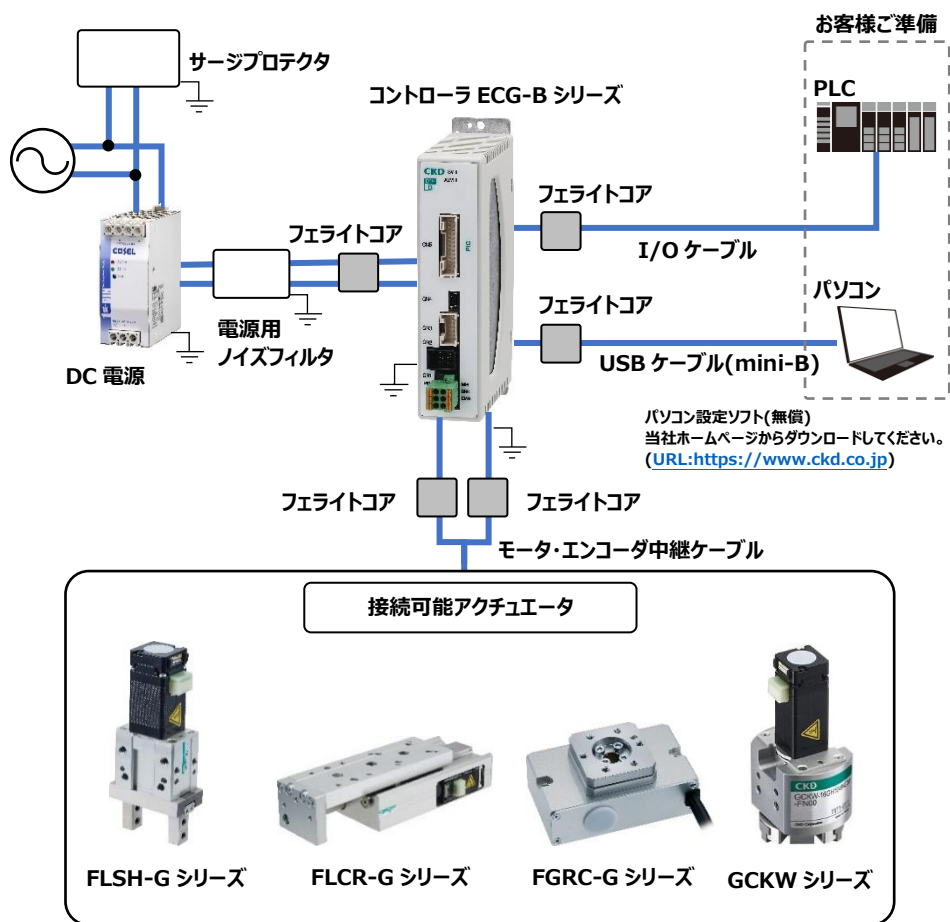 お客様ご準備
サージプロテクタ
コントローラ ECG-B シリーズ
PLC
CKD
フェライトコア
フェライトコア
I/O ケーブル
COSEL
フェライトコア
パソコン
電源用
ノイズフィルタ
USB ケーブル(mini-B)
DC 電源
パソコン設定ソフト(無償)
当社ホームページからダウンロードしてください。
(URL:https://www.ckd.co.jp)
フェライトコア
フェライトコア
モータ・エンコーダ中継ケーブル
接続可能アクチュエータ
CKD
-FN00
FLSH-G シリーズ
FLCR-G シリーズ
FGRC-G シリーズ
GCKW シリーズ